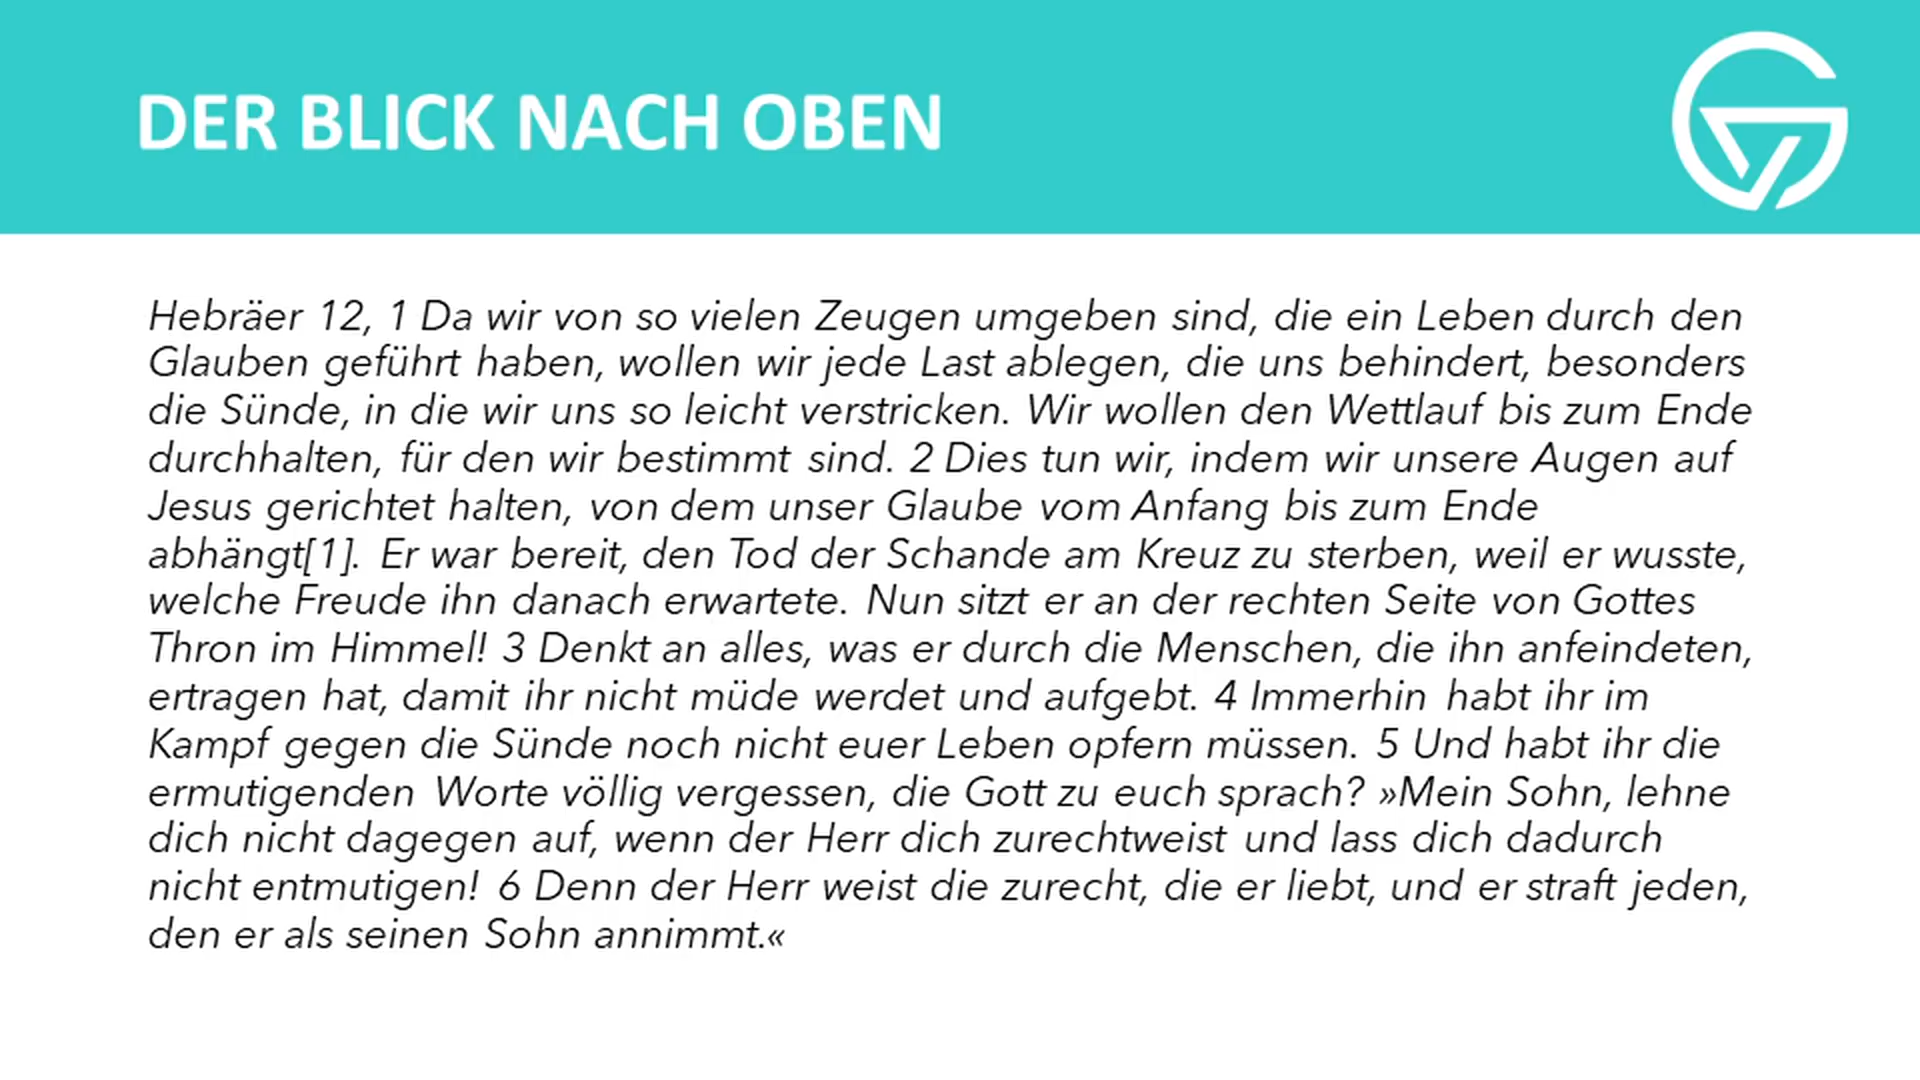 DER BLICK NACH OBEN
Hebräer 12, 1 Da wir von so vielen Zeugen umgeben sind, die ein Leben durch den
Glauben geführt haben, wollen wir jede Last ablegen, die uns behindert, besonders
die Sünde, in die wir uns so leicht verstricken. Wir wollen den Wettlauf bis zum Ende
durchhalten, für den wir bestimmt sind. 2 Dies tun wir, indem wir unsere Augen auf
Jesus gerichtet halten, von dem unser Glaube vom Anfang bis zum Ende
abhängt[1]. Er war bereit, den Tod der Schande am Kreuz zu sterben, weil er wusste,
welche Freude ihn danach erwartete. Nun sitzt er an der rechten Seite von Gottes
Thron im Himmel! 3 Denkt an alles, was er durch die Menschen, die ihn anfeindeten,
ertragen hat, damit ihr nicht müde werdet und aufgebt. 4 Immerhin habt ihr im
Kampf gegen die Sünde noch nicht euer Leben opfern müssen. 5 Und habt ihr die
ermutigenden Worte völlig vergessen, die Gott zu euch sprach? »Mein Sohn, lehne
dich nicht dagegen auf, wenn der Herr dich zurechtweist und lass dich dadurch
nicht entmutigen! 6 Denn der Herr weist die zurecht, die er liebt, und er straft jeden,
den er als seinen Sohn annimmt.«